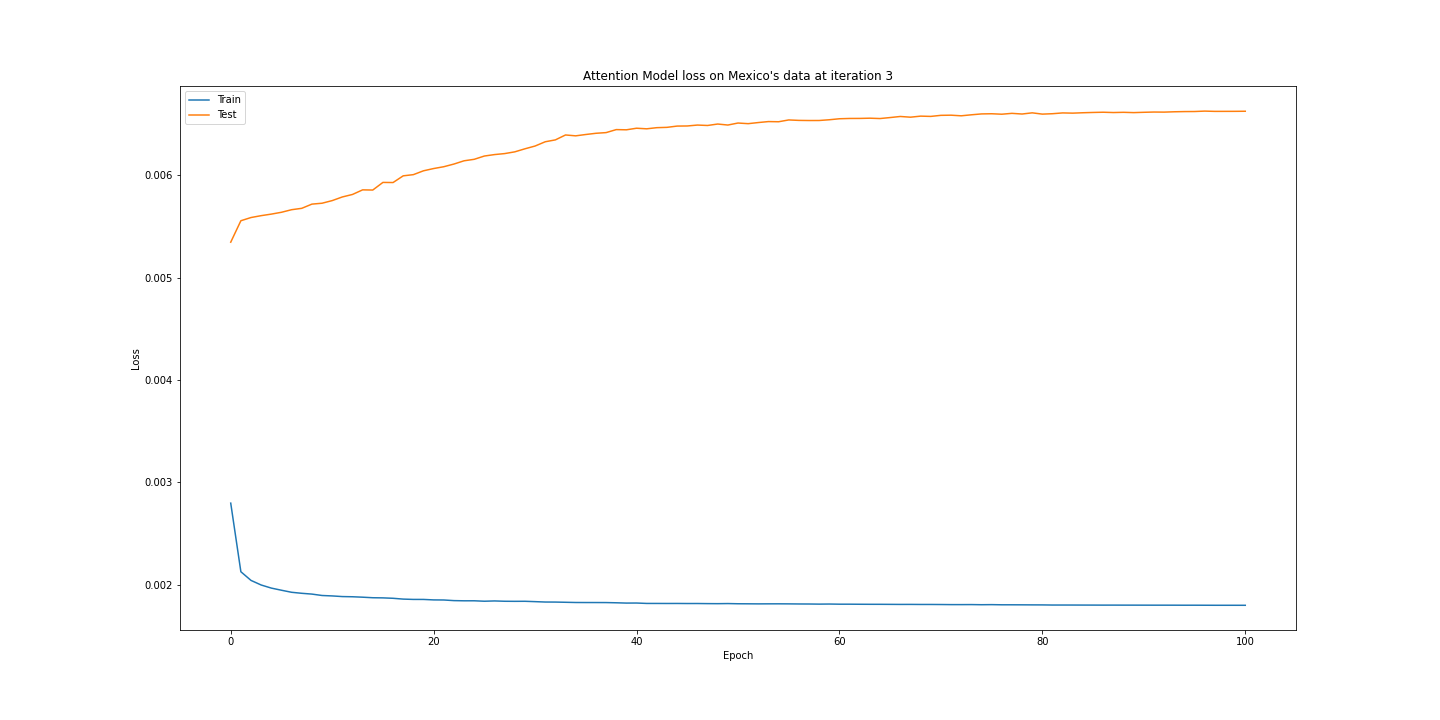 Attention Model loss on Mexico's data at iteration 3
Train
Test
0.006
0.005
0.004
0.003
0.002
Loss
0
20
40
60
80
100
Epoch